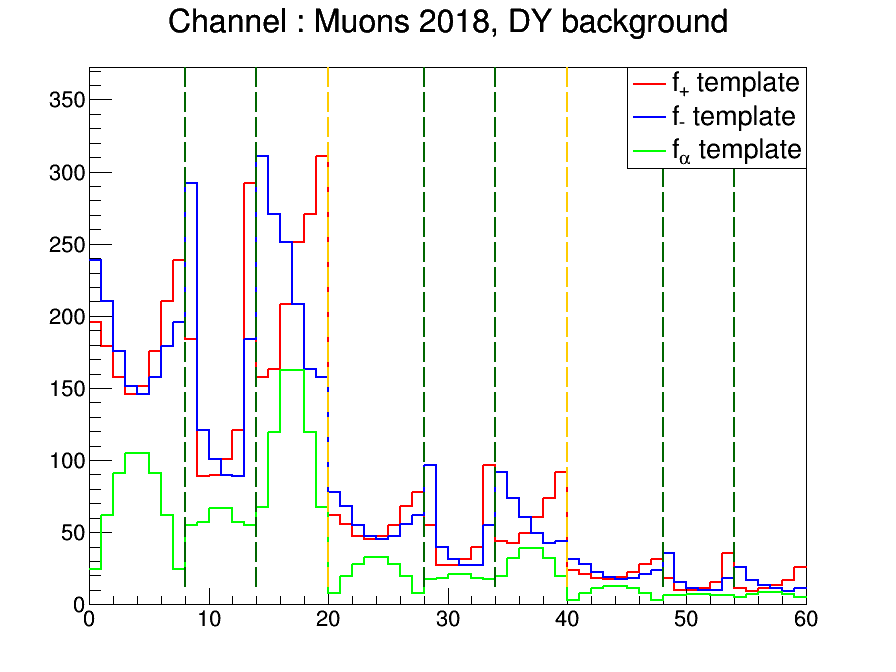 Channel : Muons 2018, DY background
f+ template
f- template
fα template
350
300
250
200
150
100
50
0
0 10 20 30 40 50 60